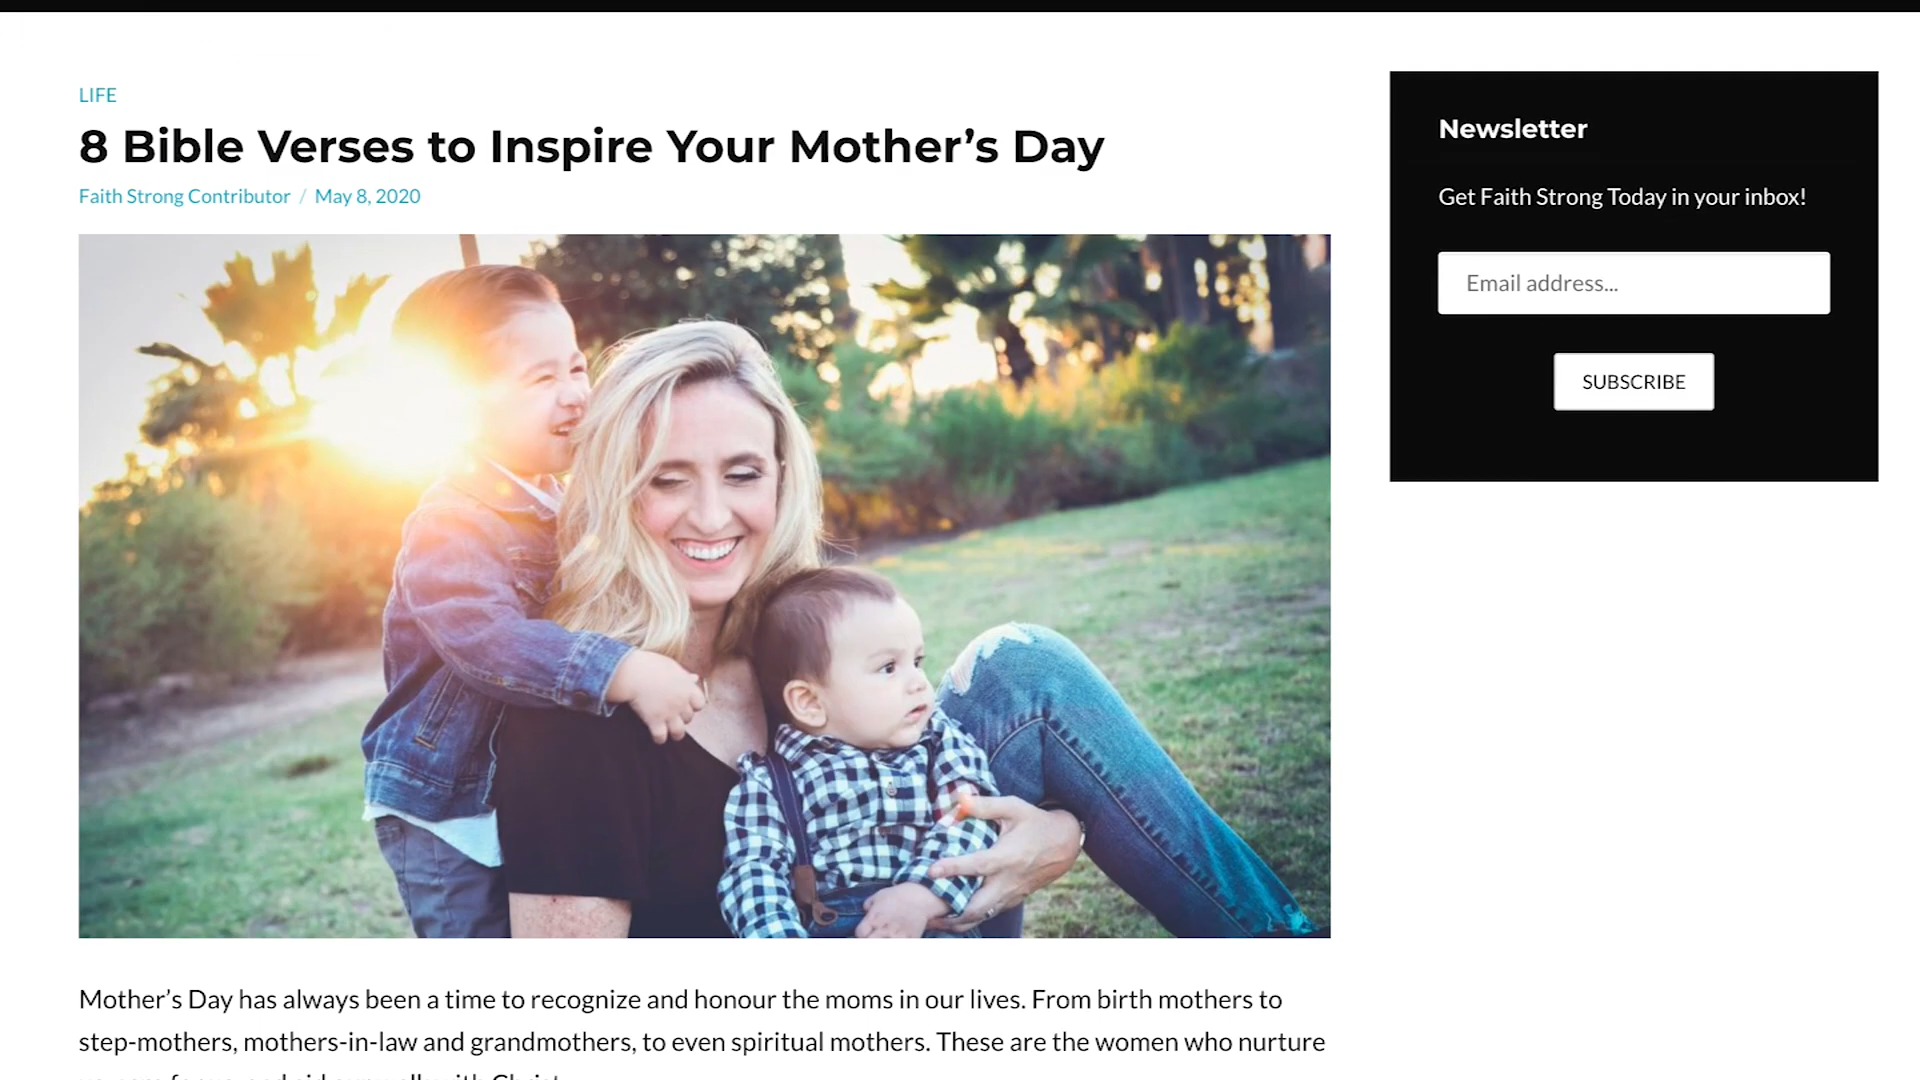 LIFE
8 Bible Verses to Inspire Your Mother’s Day
Faith Strong Contributor / May 8, 2020
Newsletter
Get Faith Strong Today in your inbox!
Email address...
SUBSCRIBE
Mother’s Day has always been a time to recognize and honour the moms in our lives. From birth mothers to
step-mothers, mothers-in-law and grandmothers, to even spiritual mothers. These are the women who nurture